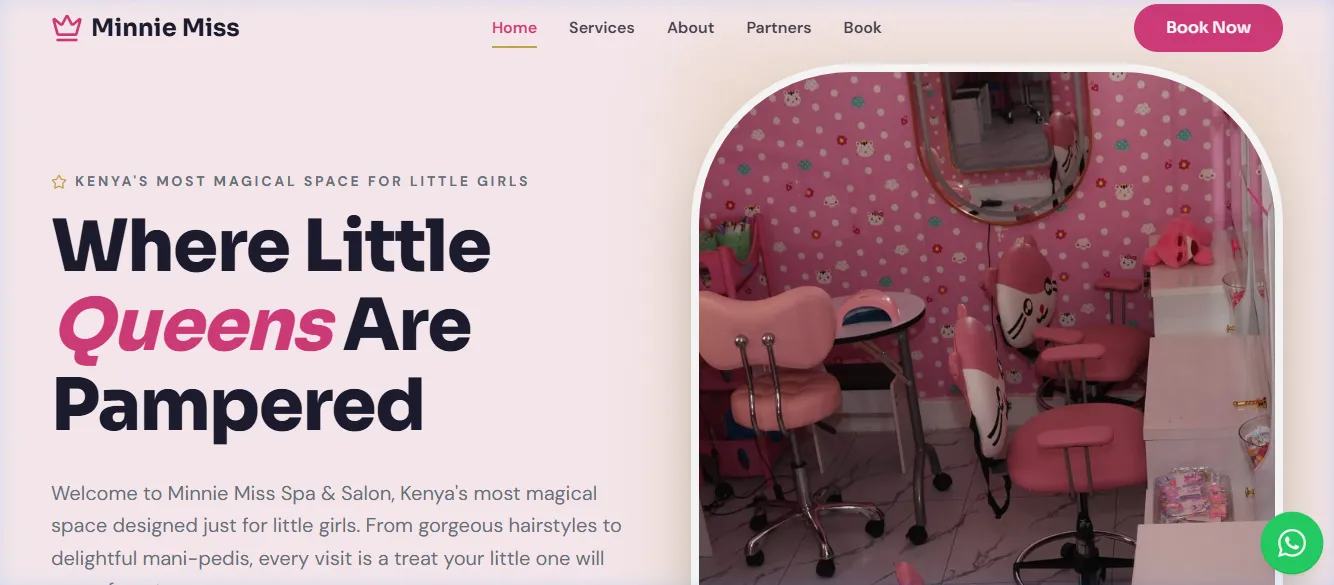 Minnie Miss
Home
Services
About
Partners
Book
Book Now
KENYA'S MOST MAGICAL SPACE FOR LITTLE GIRLS
Where Little
Queens Are
Pampered
Welcome to Minnie Miss Spa & Salon, Kenya's most magical
space designed just for little girls. From gorgeous hairstyles to
delightful mani-pedis, every visit is a treat your little one will